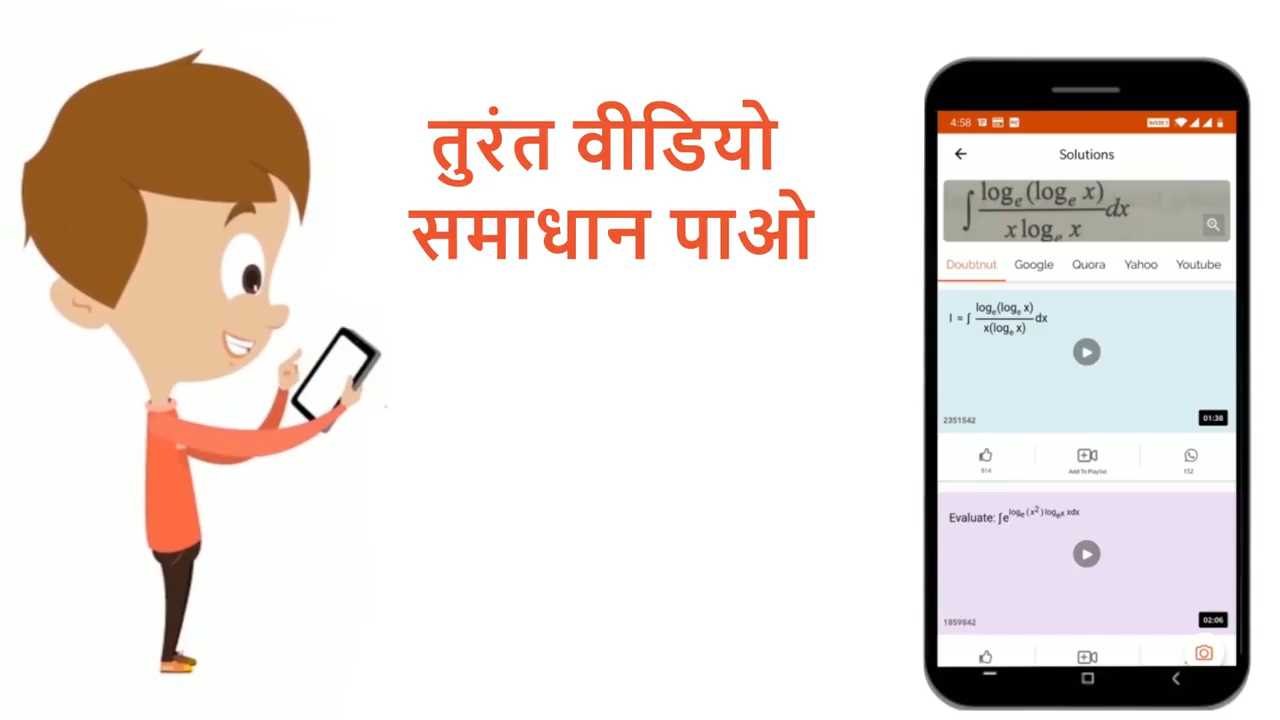 तुरंत वीडियो
समाधान पाओ
4:58
Solutions
∫ logₑ(logₑ x) / x logₑ x dx
Doubtnut Google Quora Yahoo Youtube
I = ∫ logₑ(logₑ x) / x(logₑ x) dx
2351542
01:38
914
Add To Playlist
152
Evaluate: ∫e^logₑ(x²) logₑx xdx
1859842
02:06